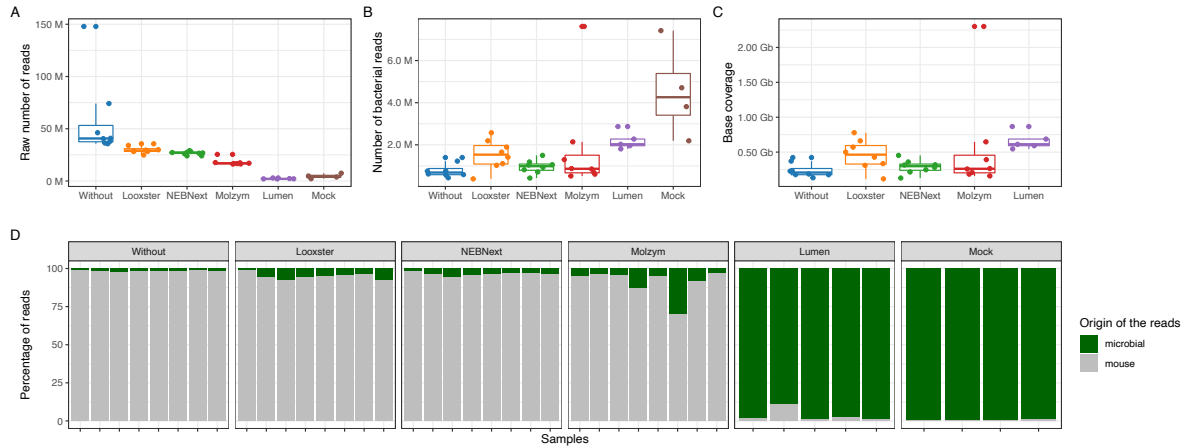 A
Raw number of reads
150 M
100 M
50 M
0 M
Without Looxster NEBNext Molzym Lumen Mock
B
Number of bacterial reads
6.0 M
4.0 M
2.0 M
Without Looxster NEBNext Molzym Lumen Mock
C
Base coverage
2.00 Gb
1.50 Gb
1.00 Gb
0.50 Gb
Without Looxster NEBNext Molzym Lumen
D
Without Looxster NEBNext Molzym Lumen Mock
Percentage of reads
100
75
50
25
0
Samples
Origin of the reads
microbial
mouse